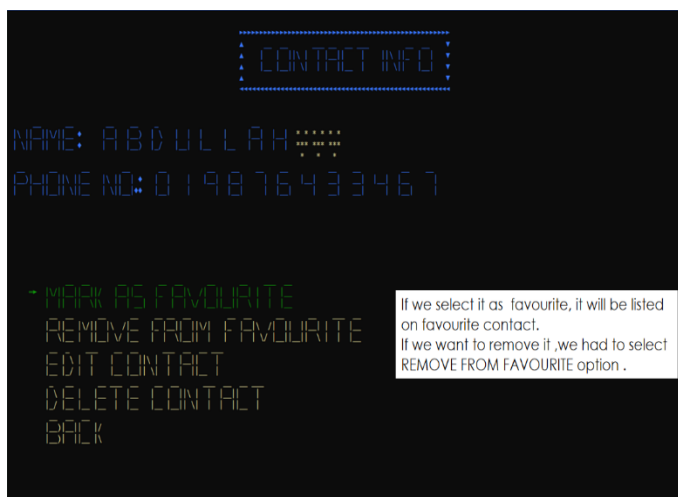 CONTACT INFO
NAME: ABDULLAH
PHONE NO: 019876433467
MARK AS FAVOURITE
REMOVE FROM FAVOURITE
EDIT CONTACT
DELETE CONTACT
BACK
If we select it as favourite, it will be listed
on favourite contact.
If we want to remove it ,we had to select
REMOVE FROM FAVOURITE option .